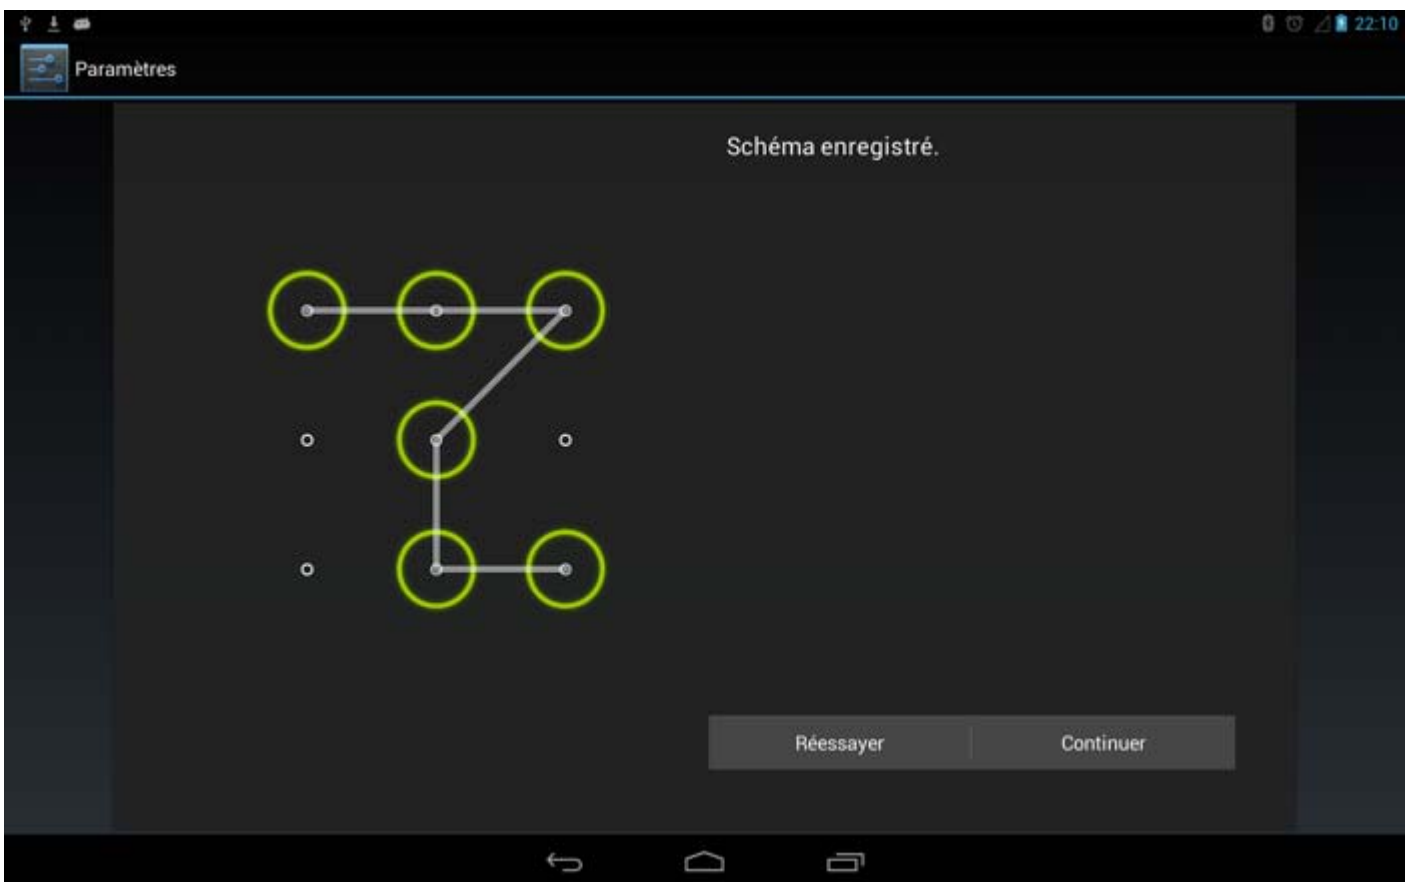 22:10
Paramètres
Schéma enregistré.
Réessayer
Continuer